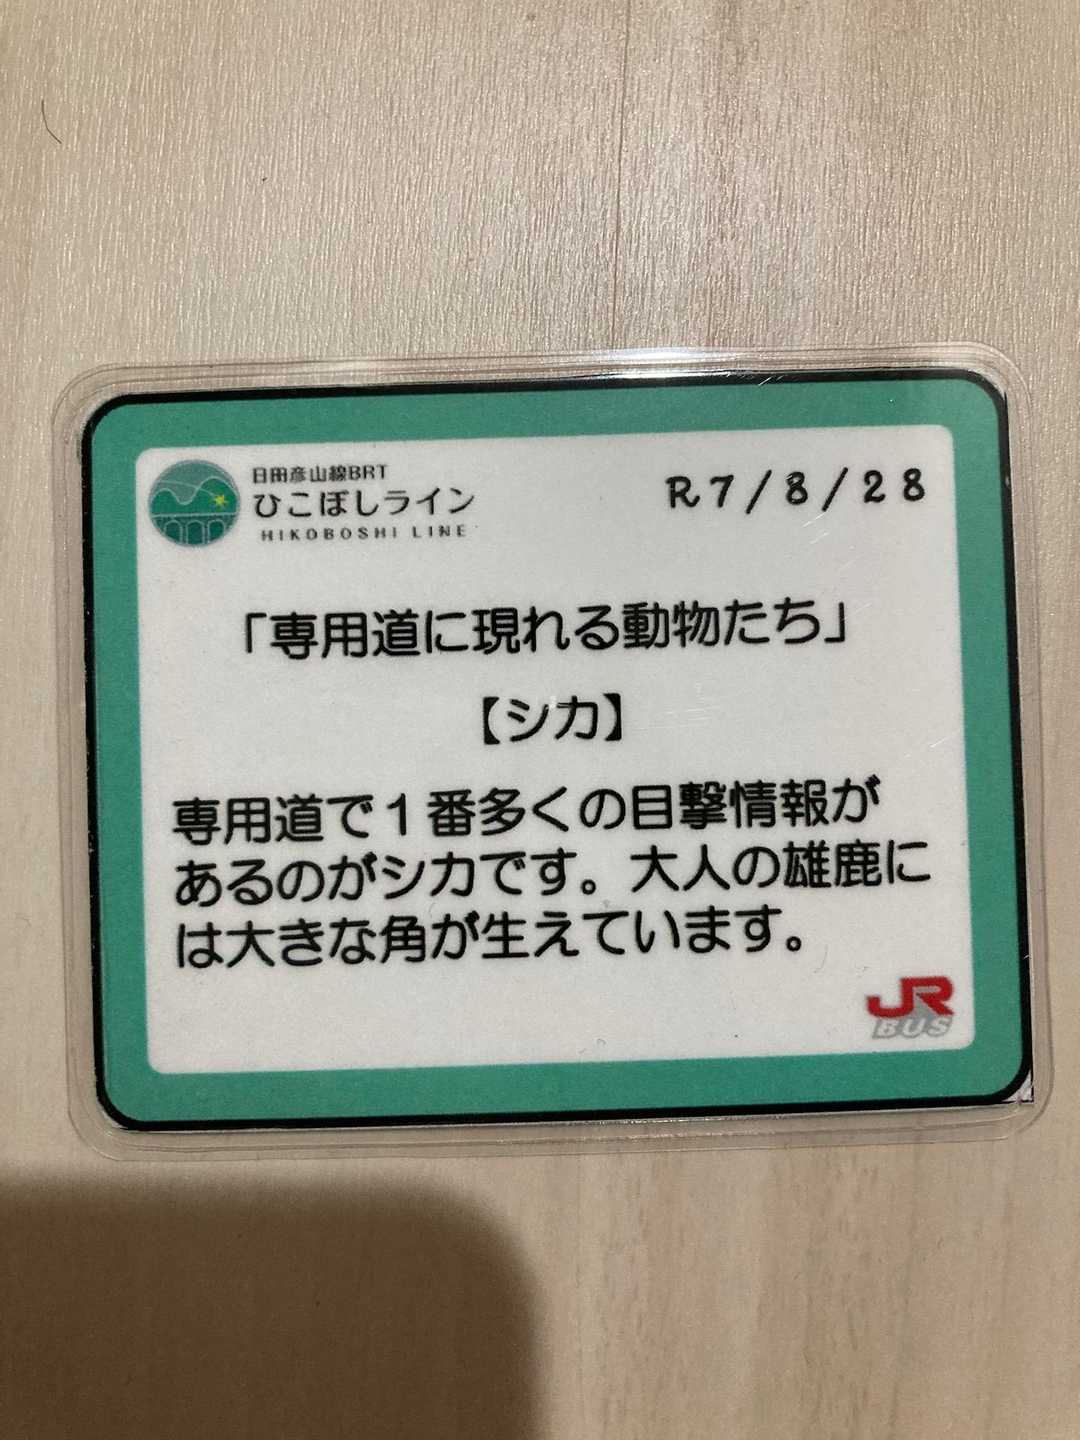 日田彦山線BRT
ひこぼしライン
HIKOBOSHI LINE
R7/8/28
「専用道に現れる動物たち」
【シカ】
専用道で1番多くの目撃情報が
あるのがシカです。大人の雄鹿に
は大きな角が生えています。
JR
BUS